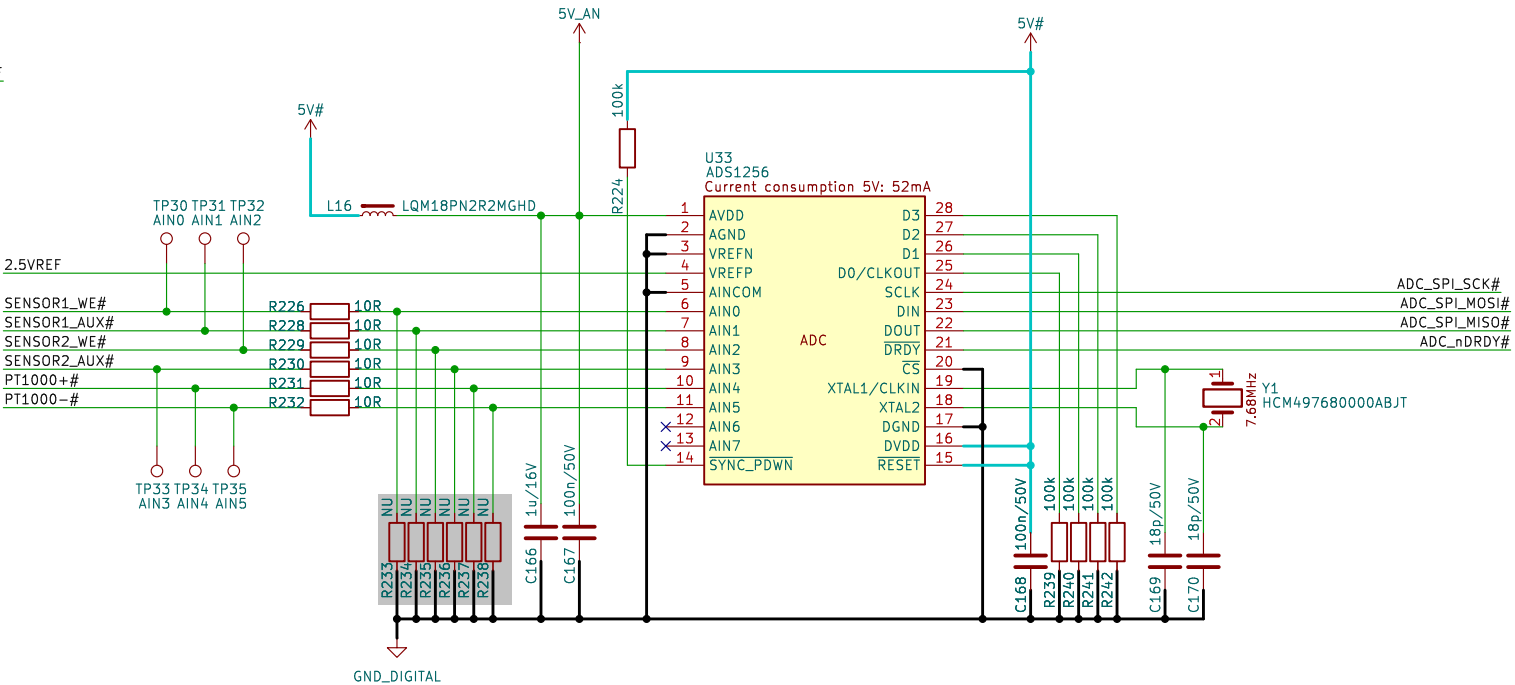 5V_AN
5V#
5V#
100k
R224
U33
ADS1256
Current consumption 5V: 52mA
L16 LQM18PN2R2MGHD
TP30 TP31 TP32
AIN0 AIN1 AIN2
2.5VREF
SENSOR1_WE#
SENSOR1_AUX#
SENSOR2_WE#
SENSOR2_AUX#
PT1000+#
PT1000-#
R226 10R
R228 10R
R229 10R
R230 10R
R231 10R
R232 10R
TP33 TP34 TP35
AIN3 AIN4 AIN5
1 AVDD
2 AGND
3 VREFN
4 VREFP
5 AINCOM
6 AIN0
7 AIN1
8 AIN2
9 AIN3
10 AIN4
11 AIN5
12 AIN6
13 AIN7
14 SYNC_PDWN
ADC
D3 28
D2 27
D1 26
D0/CLKOUT 25
SCLK 24
DIN 23
DOUT 22
DRDY 21
CS 20
XTAL1/CLKIN 19
XTAL2 18
DGND 17
DVDD 16
RESET 15
ADC_SPI_SCK#
ADC_SPI_MOSI#
ADC_SPI_MISO#
ADC_nDRDY#
1
2
7.68MHz
Y1
HCM497680000ABJT
NU NU NU NU NU NU
R233 R234 R235 R236 R237 R238
1u/16V
C166
100n/50V
C167
100n/50V
C168
100k 100k 100k 100k
R239 R240 R241 R242
18p/50V
C169
18p/50V
C170
GND_DIGITAL